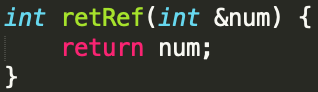 int retRef(int &num) {
    return num;
}